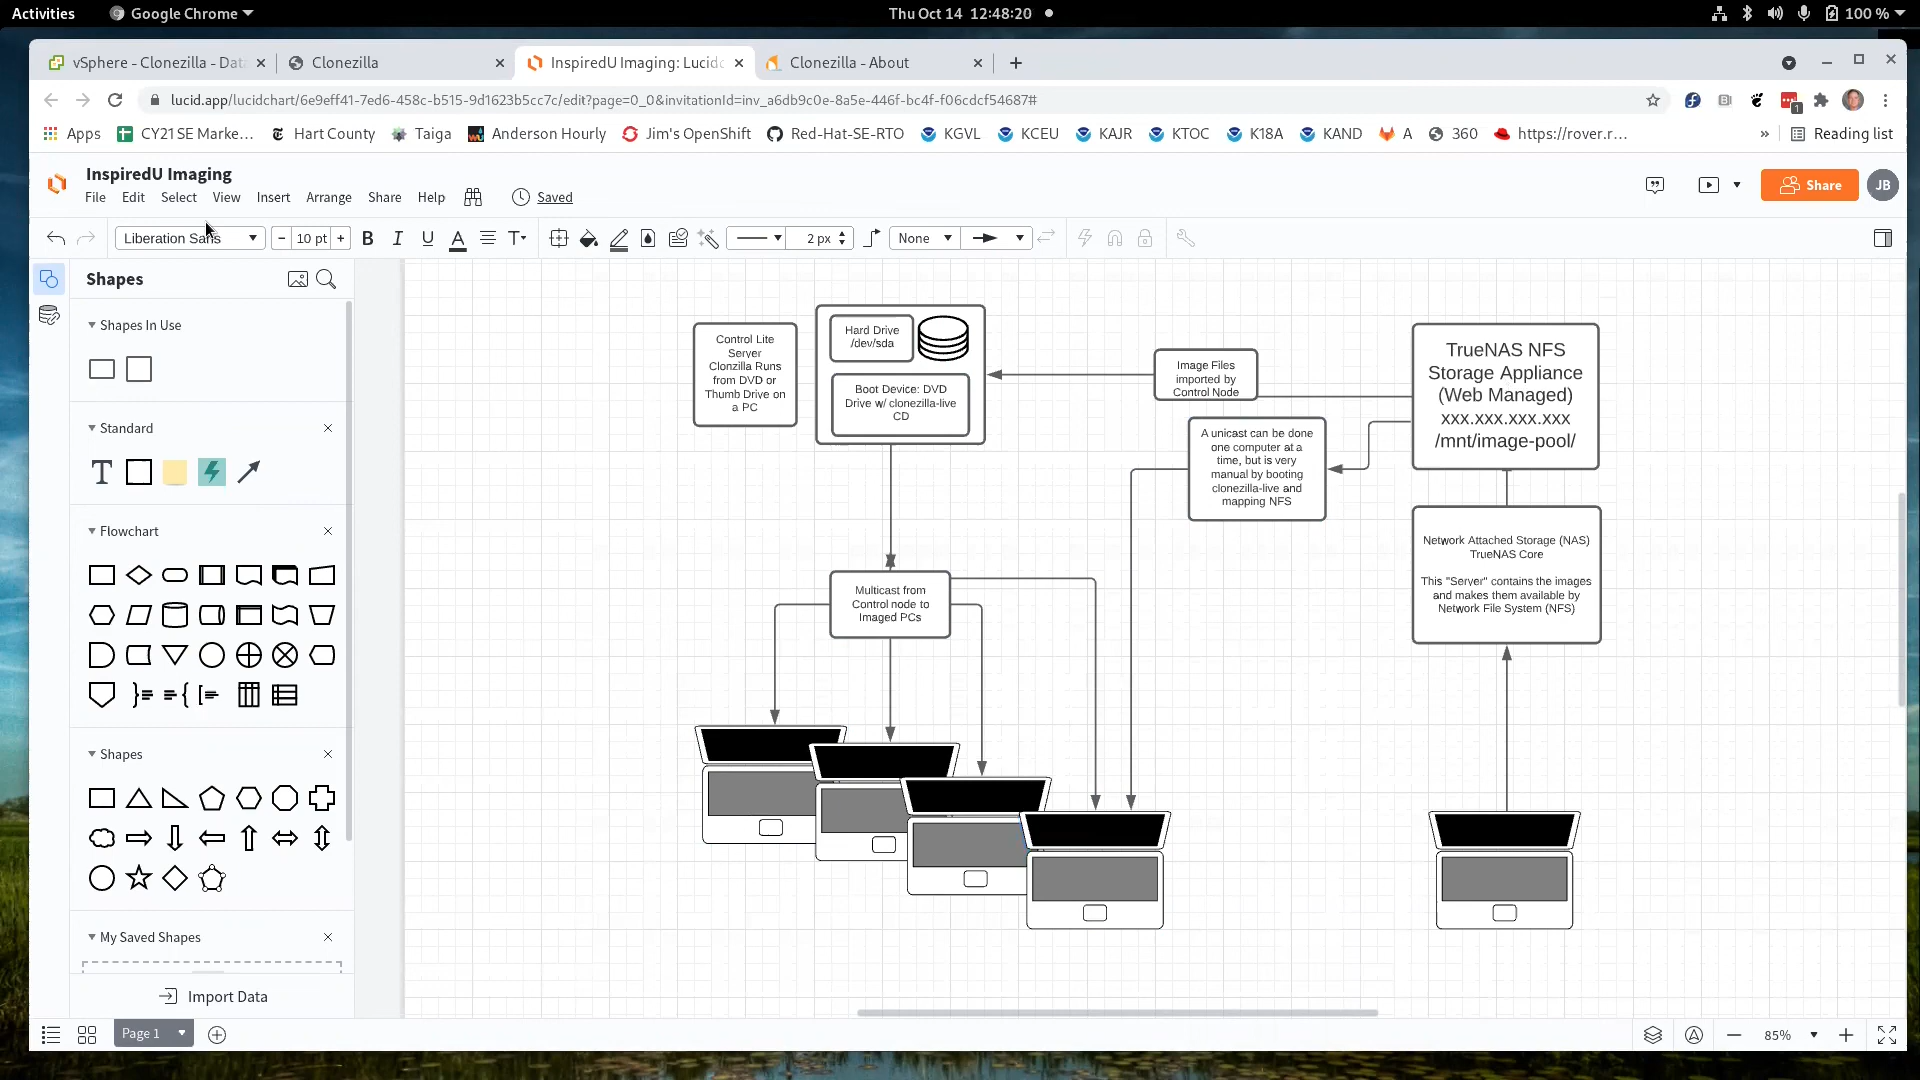 Activities
Google Chrome
Thu Oct 14 12:48:20
100 %
vSphere - Clonezilla - Dat
Clonezilla
InspiredU Imaging: Lucidc
Clonezilla - About
lucid.app/lucidchart/6e9eff41-7ed6-458c-b515-9d1623b5cc7c/edit?page=0_0&invitationId=inv_a6db9c0e-8a5e-446f-bc4f-f06cdcf54687#
1
Apps
CY21 SE Marke...
Hart County
Taiga
Anderson Hourly
Jim's OpenShift
Red-Hat-SE-RTO
KGVL
KCEU
KAJR
KTOC
K18A
KAND
A
360
https://rover.r...
»
Reading list
InspiredU Imaging
File
Edit
Select
View
Insert
Arrange
Share
Help
Saved
Share
JB
Liberation Sans
10 pt
B
I
U
A
T
2 px
None
Shapes
Shapes In Use
Standard
T
Flowchart
Shapes
My Saved Shapes
Import Data
Control Lite
Server
Clonzilla Runs
from DVD or
Thumb Drive on
a PC
Hard Drive
/dev/sda
Boot Device: DVD
Drive w/ clonezilla-live
CD
Image Files
imported by
Control Node
A unicast can be done
one computer at a
time, but is very
manual by booting
clonezilla-live and
mapping NFS
TrueNAS NFS
Storage Appliance
(Web Managed)
xxx.xxx.xxx.xxx
/mnt/image-pool/
Network Attached Storage (NAS)
TrueNAS Core
This "Server" contains the images
and makes them available by
Network File System (NFS)
Multicast from
Control node to
Imaged PCs
Page 1
85%